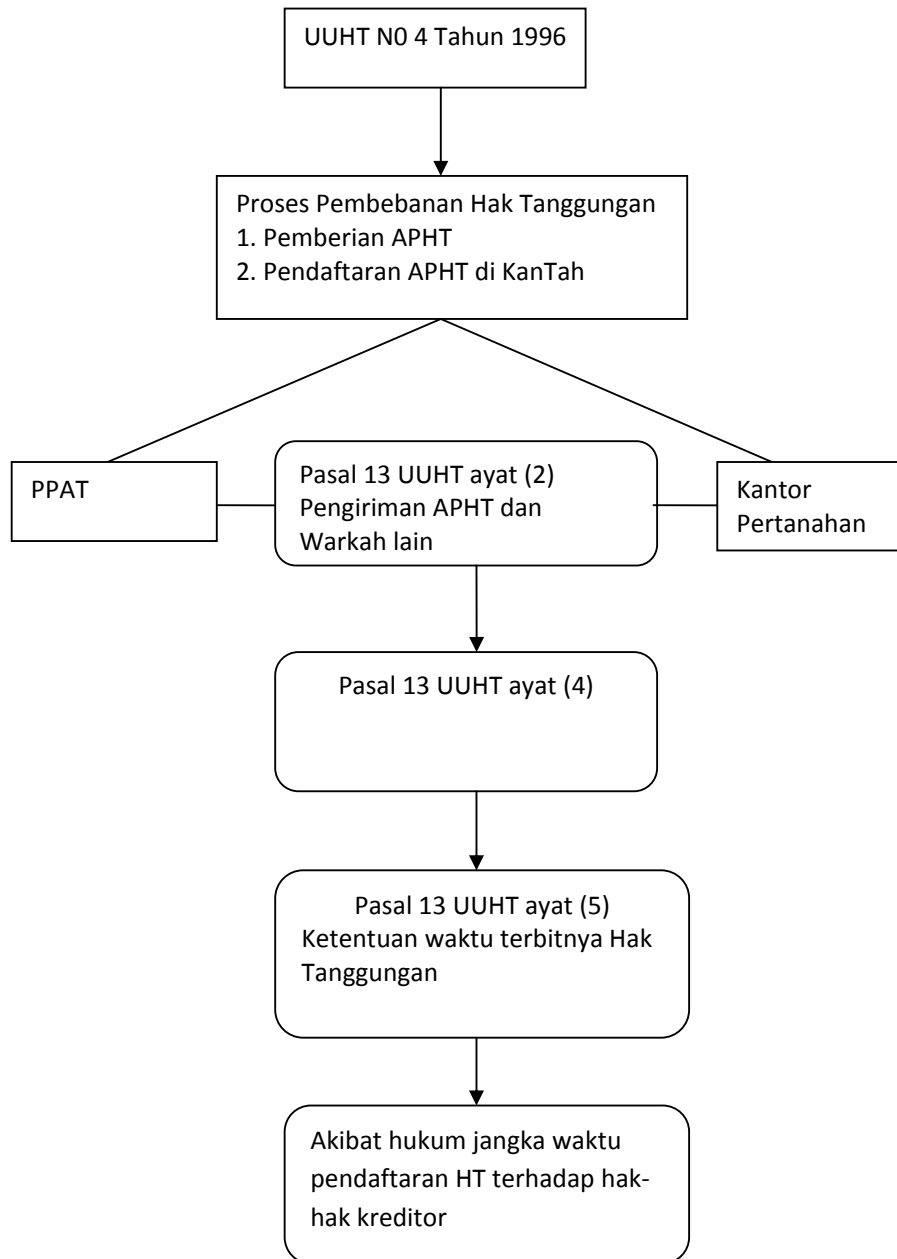 UUHT N0 4 Tahun 1996
Proses Pembebanan Hak Tanggungan
1. Pemberian APHT
2. Pendaftaran APHT di KanTah
PPAT
Pasal 13 UUHT ayat (2)
Pengiriman APHT dan
Warkah lain
Kantor
Pertanahan
Pasal 13 UUHT ayat (4)
Pasal 13 UUHT ayat (5)
Ketentuan waktu terbitnya Hak
Tanggungan
Akibat hukum jangka waktu
pendaftaran HT terhadap hak-
hak kreditor